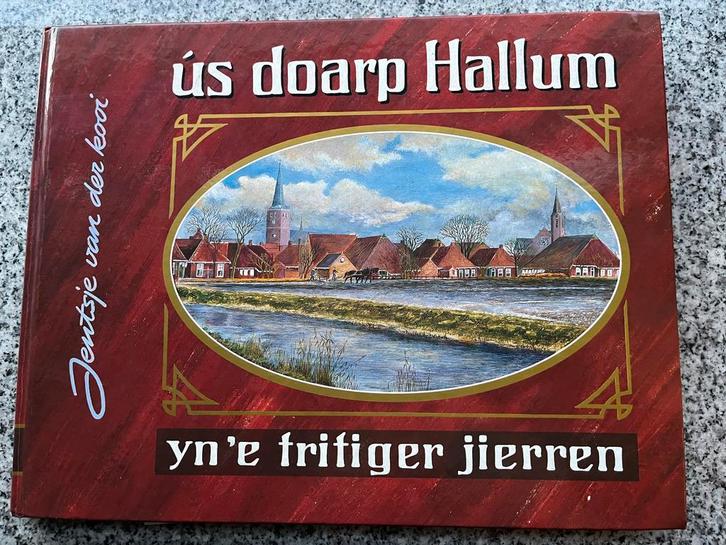 ús doarp Hallum
Jentsje van der kooi
yn'e tritiger jierren